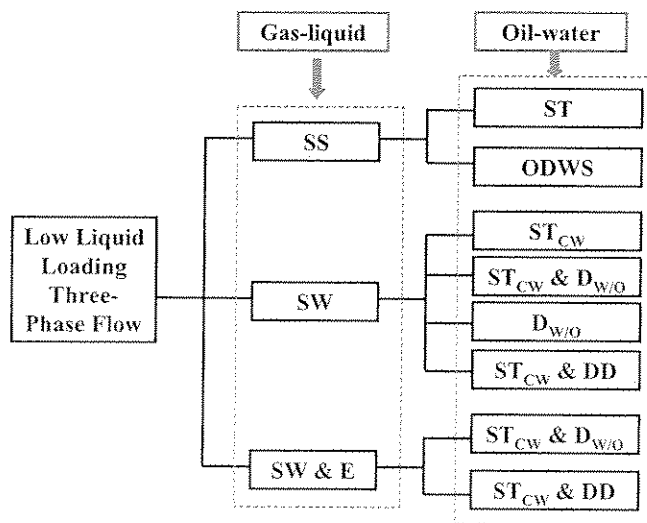 Gas-liquid
Oil-water
SS
ST
ODWS
Low Liquid
Loading
Three-
Phase Flow
SW
ST_CW
ST_CW & D_W/O
D_W/O
ST_CW & DD
SW & E
ST_CW & D_W/O
ST_CW & DD